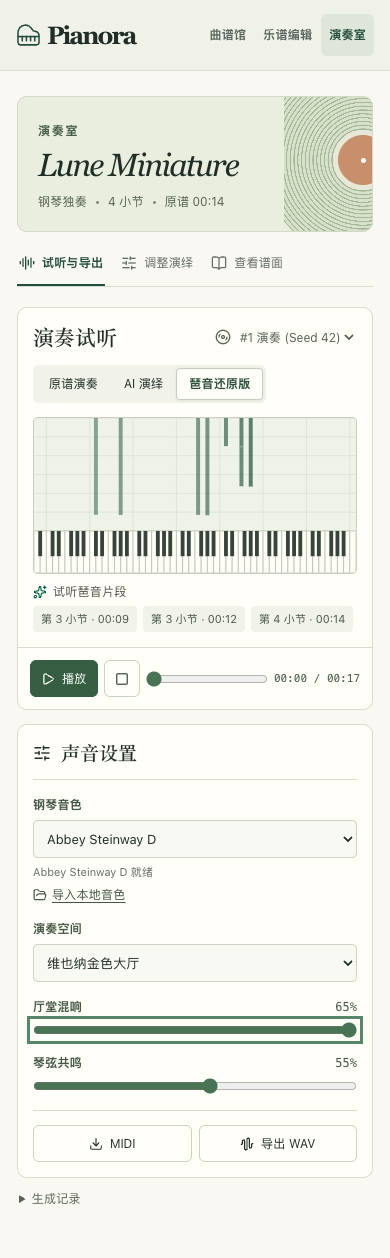 Pianora
曲谱馆 乐谱编辑 演奏室
演奏室
Lune Miniature
钢琴独奏 • 4 小节 • 原谱 00:14
试听与导出 调整演绎 查看谱面
演奏试听 #1 演奏 (Seed 42)
原谱演奏 AI 演绎 琶音还原版
试听琶音片段
第 3 小节 · 00:09 第 3 小节 · 00:12 第 4 小节 · 00:14
播放 00:00 / 00:17
声音设置
钢琴音色
Abbey Steinway D
Abbey Steinway D 就绪
导入本地音色
演奏空间
维也纳金色大厅
厅堂混响 65%
琴弦共鸣 55%
MIDI 导出 WAV
生成记录